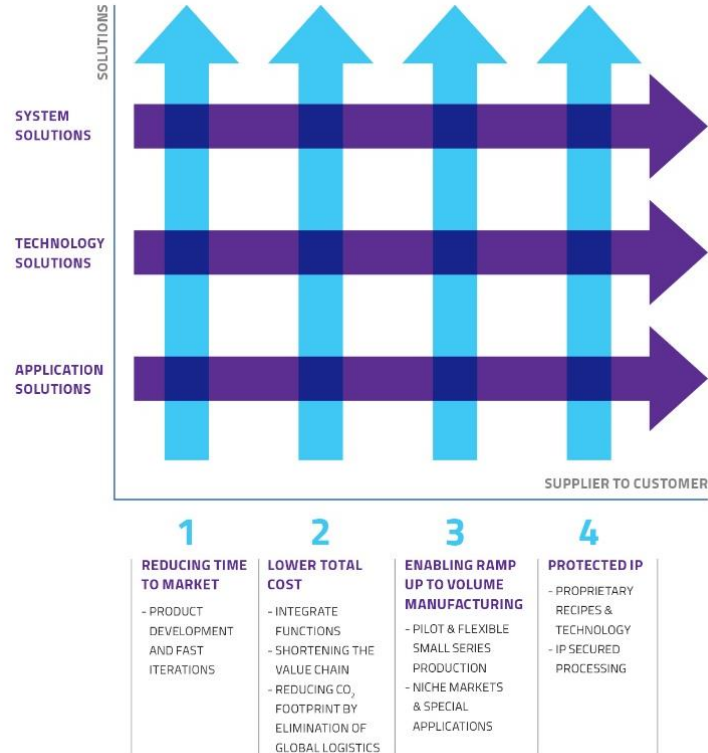 SOLUTIONS
SYSTEM
SOLUTIONS
TECHNOLOGY
SOLUTIONS
APPLICATION
SOLUTIONS
SUPPLIER TO CUSTOMER
1
REDUCING TIME
TO MARKET
- PRODUCT
DEVELOPMENT
AND FAST
ITERATIONS
2
LOWER TOTAL
COST
- INTEGRATE
FUNCTIONS
- SHORTENING THE
VALUE CHAIN
- REDUCING CO₂
FOOTPRINT BY
ELIMINATION OF
GLOBAL LOGISTICS
3
ENABLING RAMP
UP TO VOLUME
MANUFACTURING
- PILOT & FLEXIBLE
SMALL SERIES
PRODUCTION
- NICHE MARKETS
& SPECIAL
APPLICATIONS
4
PROTECTED IP
- PROPRIETARY
RECIPES &
TECHNOLOGY
- IP SECURED
PROCESSING